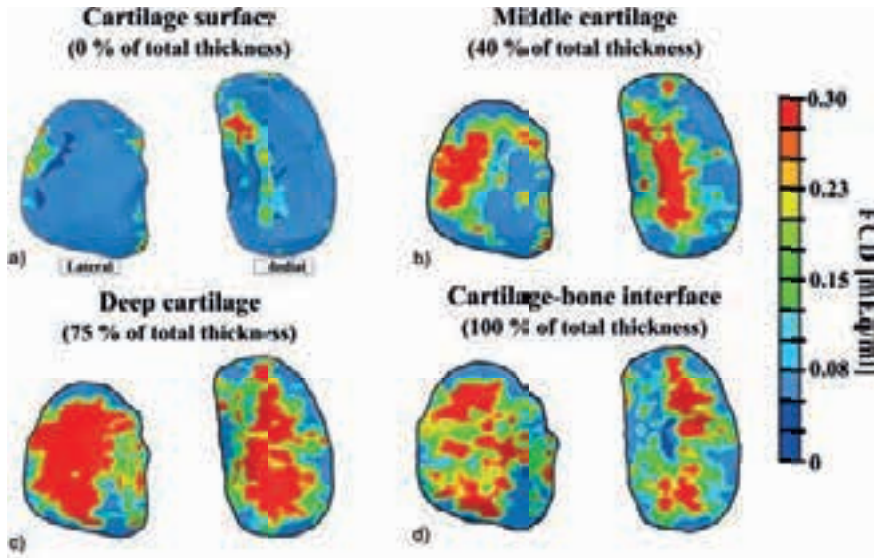 Cartilage surface
(0 % of total thickness)
Middle cartilage
(40 % of total thickness)
0.30
0.23
0.15
0.08
0
FCD [mEq/ml]
a)
Lateral
b)
Deep cartilage
(75 % of total thickness)
Cartilage-bone interface
(100 % of total thickness)
c)
d)